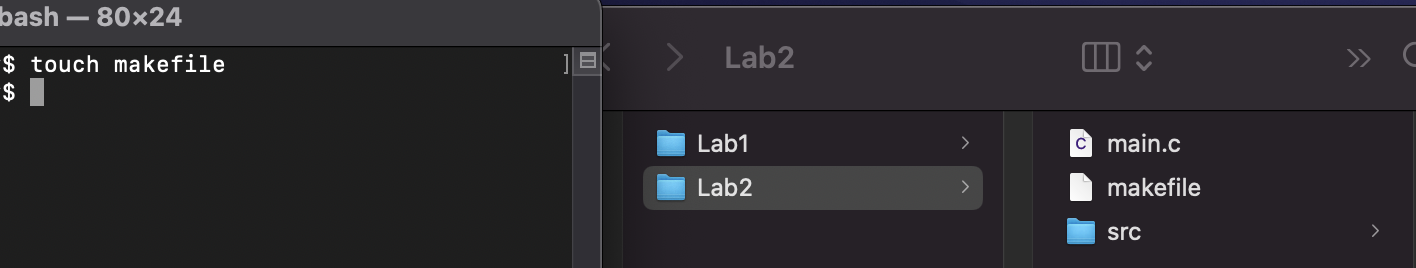 bash — 80×24
$ touch makefile
$
Lab2
Lab1
Lab2
main.c
makefile
src